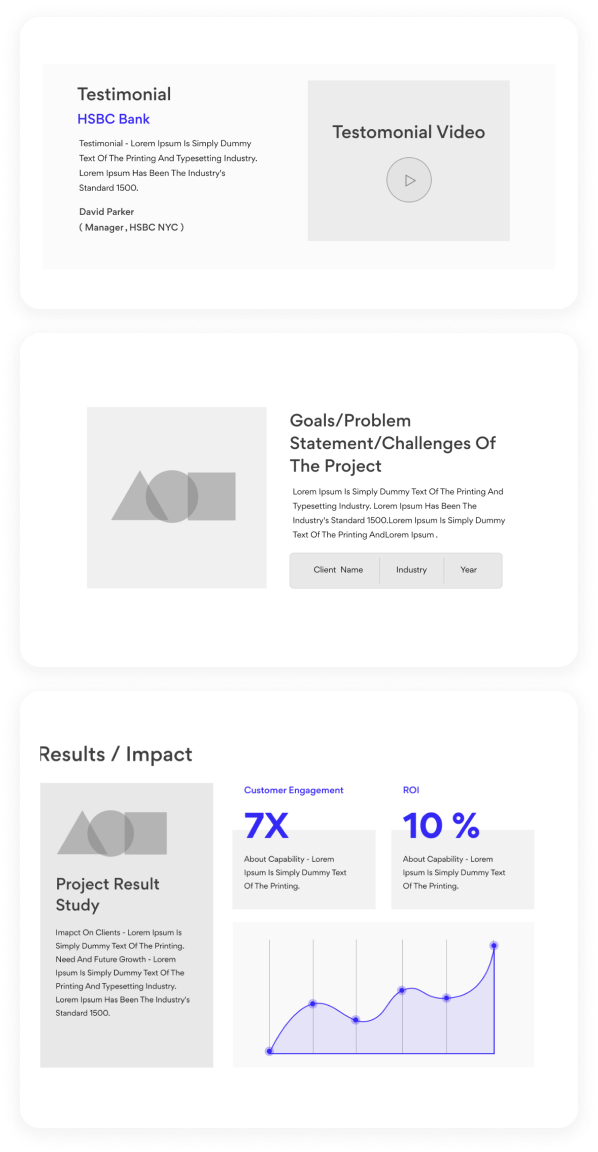 Testimonial
HSBC Bank
Testimonial - Lorem Ipsum Is Simply Dummy
Text Of The Printing And Typesetting Industry.
Lorem Ipsum Has Been The Industry's
Standard 1500.
David Parker
( Manager , HSBC NYC )
Testomonial Video
Goals/Problem
Statement/Challenges Of
The Project
Lorem Ipsum Is Simply Dummy Text Of The Printing And
Typesetting Industry. Lorem Ipsum Has Been The
Industry's Standard 1500.Lorem Ipsum Is Simply Dummy
Text Of The Printing AndLorem Ipsum .
Client Name
Industry
Year
Results / Impact
Project Result
Study
Imapct On Clients - Lorem Ipsum Is
Simply Dummy Text Of The Printing.
Need And Future Growth - Lorem
Ipsum Is Simply Dummy Text Of The
Printing And Typesetting Industry.
Lorem Ipsum Has Been The Industry's
Standard 1500.
Customer Engagement
7X
About Capability - Lorem
Ipsum Is Simply Dummy Text
Of The Printing.
ROI
10 %
About Capability - Lorem
Ipsum Is Simply Dummy Text
Of The Printing.